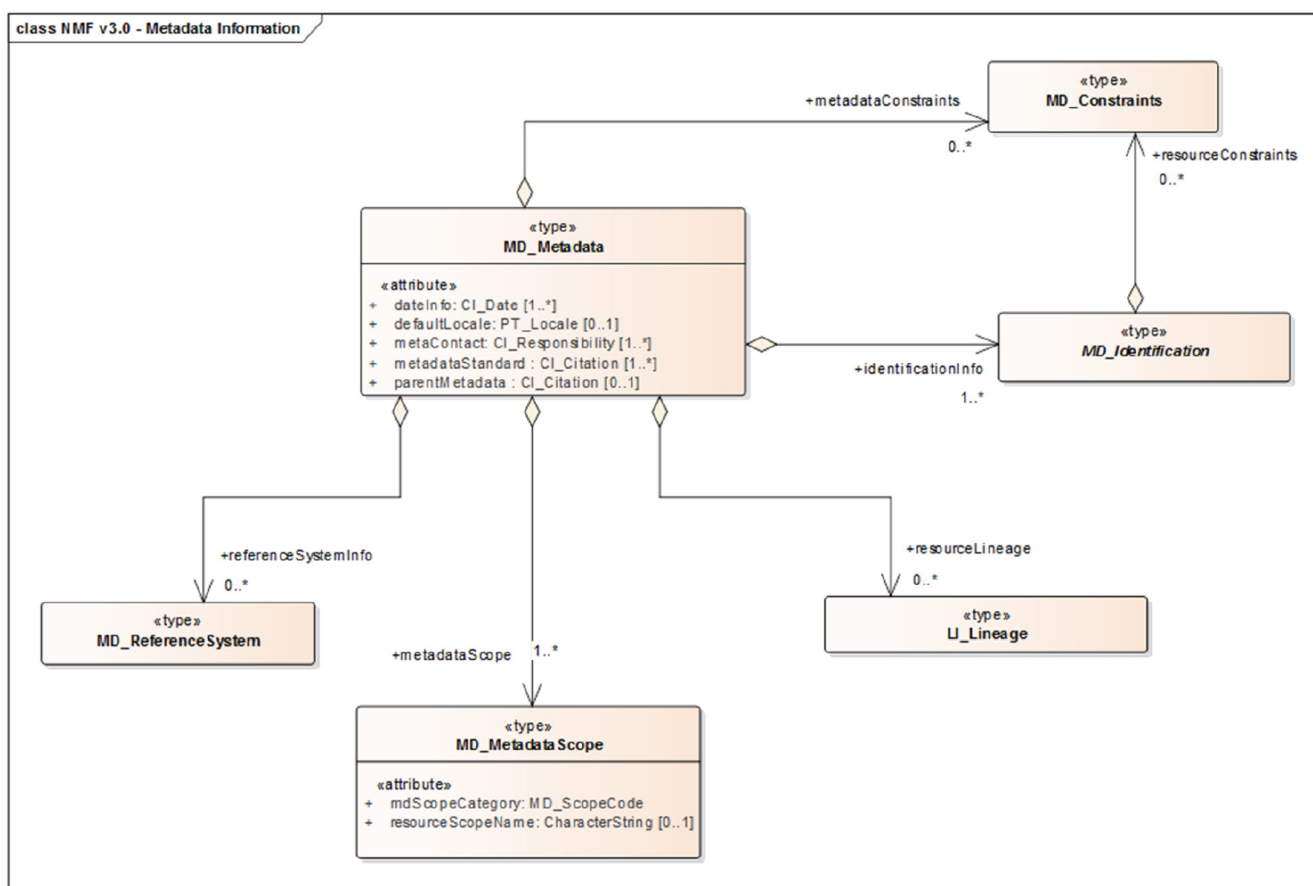 class NMF v3.0 - Metadata Information
«type»
MD_Constraints
+metadataConstraints
0..*
+resourceConstraints
0..*
«type»
MD_Metadata
«attribute»
+ dateInfo: CI_Date [1..*]
+ defaultLocale: PT_Locale [0..1]
+ metaContact: CI_Responsibility [1..*]
+ metadataStandard : CI_Citation [1..*]
+ parentMetadata : CI_Citation [0..1]
«type»
MD_Identification
+identificationInfo
1..*
+referenceSystemInfo
0..*
+resourceLineage
0..*
«type»
MD_ReferenceSystem
«type»
LI_Lineage
+metadataScope
1..*
«type»
MD_MetadataScope
«attribute»
+ mdScopeCategory: MD_ScopeCode
+ resourceScopeName: CharacterString [0..1]